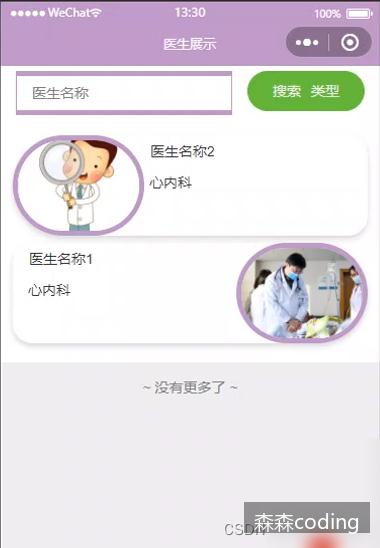 WeChat 13:30 100%
医生展示
医生名称
搜索 类型
医生名称2
心内科
医生名称1
心内科
~ 没有更多了 ~
森森coding